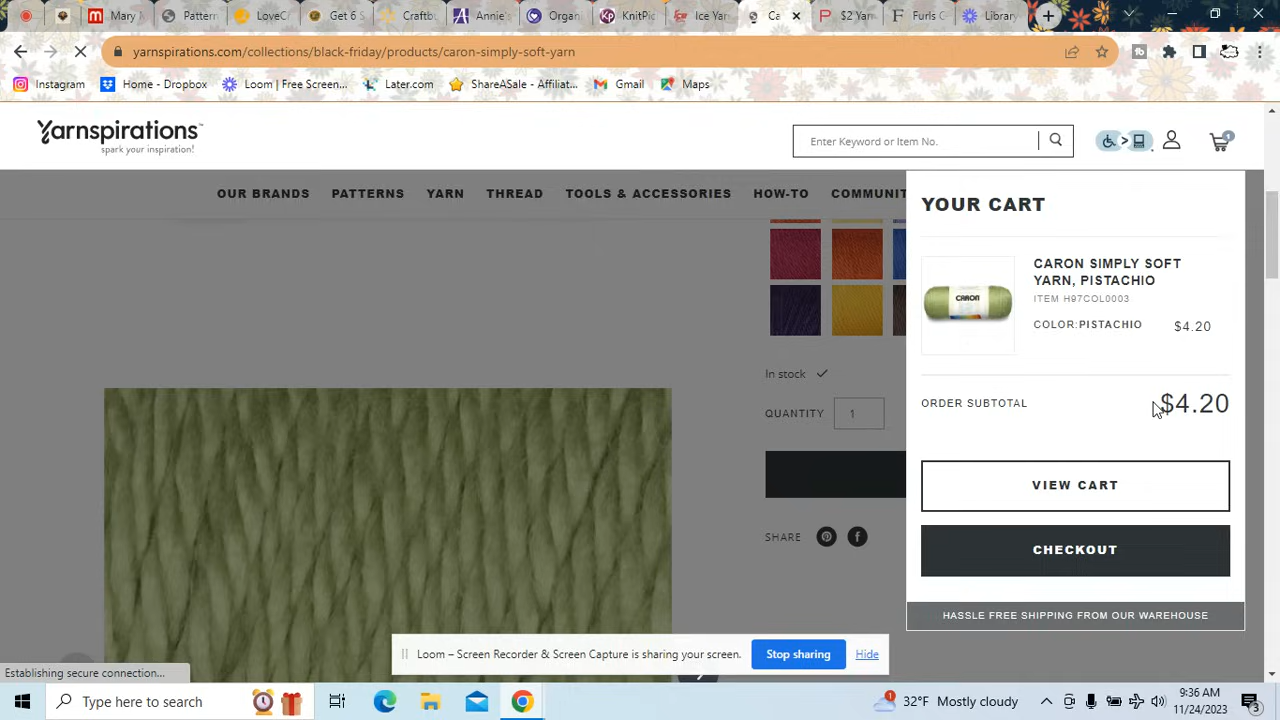 Mary
Pattern
LoveCr
Get 6 S
Craftb
Annie's
Organ
KnitPic
Ice Yar
Ca
$2 Yar
Furls C
Library
yarnspirations.com/collections/black-friday/products/caron-simply-soft-yarn
Instagram
Home - Dropbox
Loom | Free Screen...
Later.com
ShareASale - Affiliat...
Gmail
Maps
Yarnspirations
spark your inspiration!
Enter Keyword or Item No.
1
OUR BRANDS
PATTERNS
YARN
THREAD
TOOLS & ACCESSORIES
HOW-TO
COMMUNIT
YOUR CART
CARON
CARON SIMPLY SOFT
YARN, PISTACHIO
ITEM H97COL0003
COLOR:PISTACHIO
$4.20
ORDER SUBTOTAL
$4.20
In stock
QUANTITY
1
VIEW CART
CHECKOUT
SHARE
HASSLE FREE SHIPPING FROM OUR WAREHOUSE
Loom – Screen Recorder & Screen Capture is sharing your screen.
Stop sharing
Hide
Establishing secure connection...
Type here to search
1
32°F Mostly cloudy
9:36 AM
11/24/2023
3